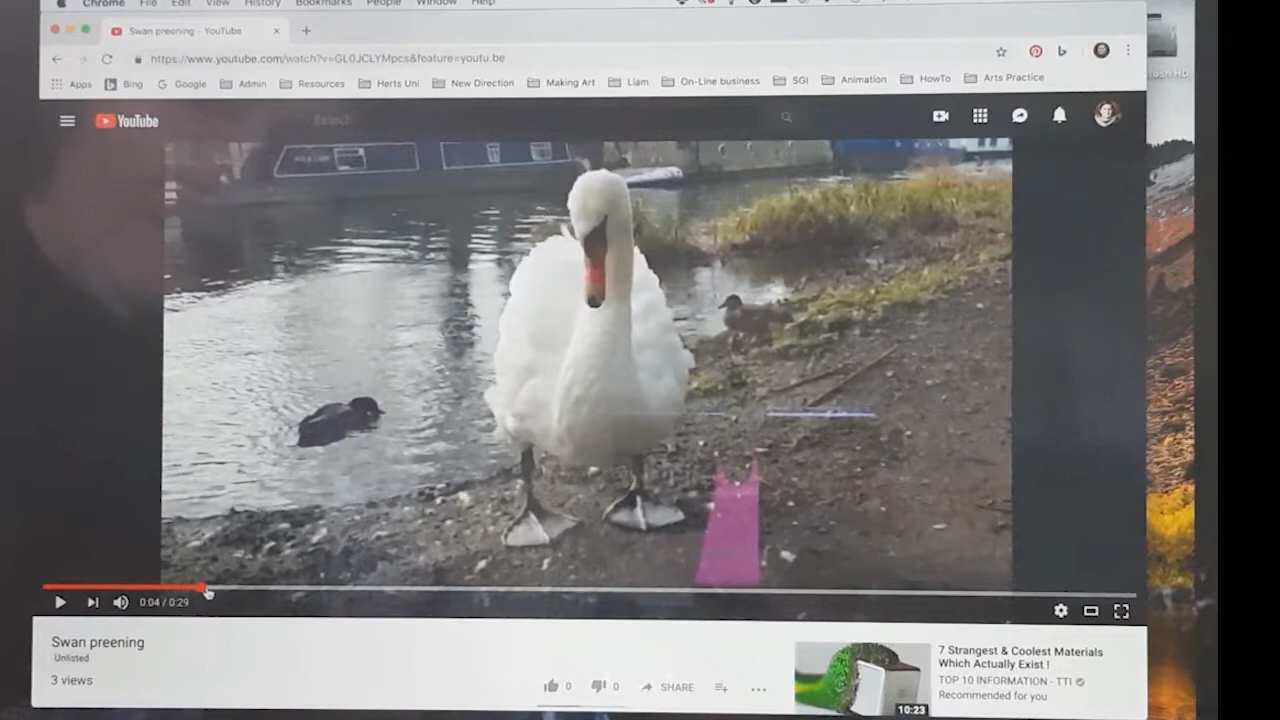 Chrome File Edit View History Bookmarks People Window Help
Swan preening - YouTube
https://www.youtube.com/watch?v=GL0JCLYMpcs&feature=youtu.be
Apps Bing Google Admin Resources Herts Uni New Direction Making Art Liam On-Line business SGI Animation HowTo Arts Practice
YouTube
Search
0:04 / 0:29
Swan preening
Unlisted
3 views
0 0 SHARE
7 Strangest & Coolest Materials
Which Actually Exist !
TOP 10 INFORMATION - TTI
Recommended for you
10:23